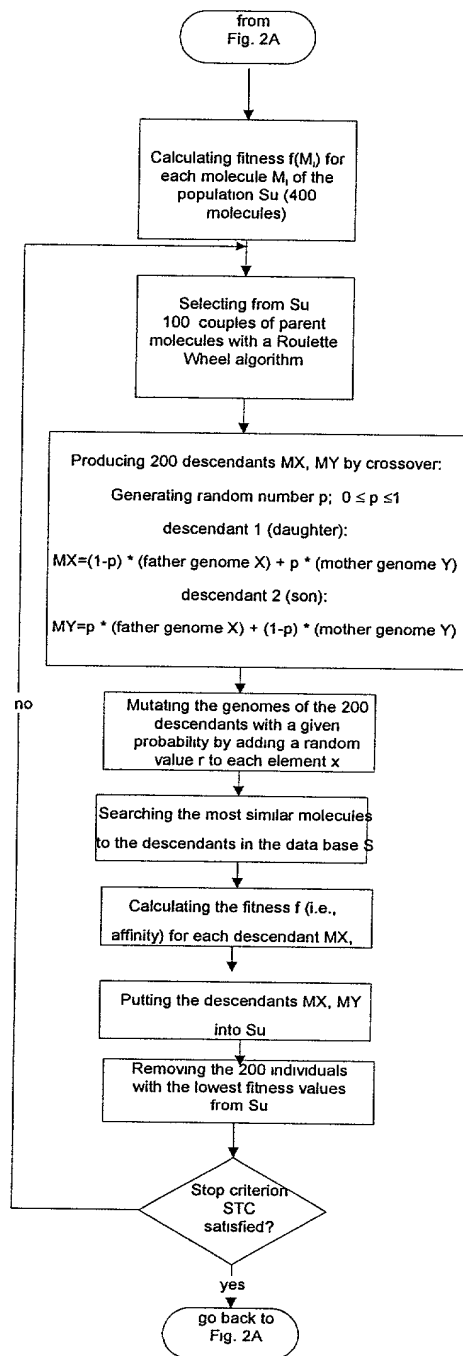 from
Fig. 2A
Calculating fitness f(Mᵢ) for
each molecule Mᵢ of the
population Su (400
molecules)
Selecting from Su
100 couples of parent
molecules with a Roulette
Wheel algorithm
Producing 200 descendants MX, MY by crossover:
Generating random number p; 0 ≤ p ≤1
descendant 1 (daughter):
MX=(1-p) * (father genome X) + p * (mother genome Y)
descendant 2 (son):
MY=p * (father genome X) + (1-p) * (mother genome Y)
no
Mutating the genomes of the 200
descendants with a given
probability by adding a random
value r to each element x
Searching the most similar molecules
to the descendants in the data base S
Calculating the fitness f (i.e.,
affinity) for each descendant MX,
Putting the descendants MX, MY
into Su
Removing the 200 individuals
with the lowest fitness values
from Su
Stop criterion
STC
satisfied?
yes
go back to
Fig. 2A